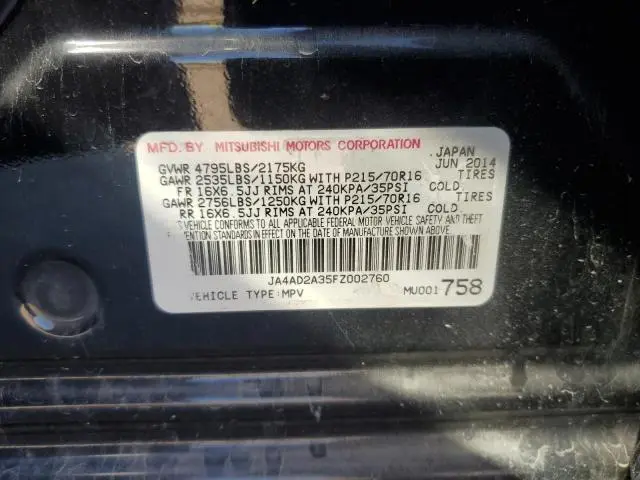 MFG. BY MITSUBISHI MOTORS CORPORATION JAPAN
GVWR 4795LBS/2175KG JUN 2014
GAWR 2535LBS/1150KG WITH P215/70R16 TIRES
FR 16X6.5JJ RIMS AT 240KPA/35PSI COLD
GAWR 2756LBS/1250KG WITH P215/70R16 TIRES
RR 16X6.5JJ RIMS AT 240KPA/35PSI COLD
VEHICLE CONFORMS TO ALL APPLICABLE FEDERAL MOTOR VEHICLE SAFETY AND THEFT
STANDARDS IN EFFECT ON THE DATE OF MANUFACTURE SHOWN ABOVE.
JA4AD2A35FZ002760
VEHICLE TYPE:MPV MU001 758